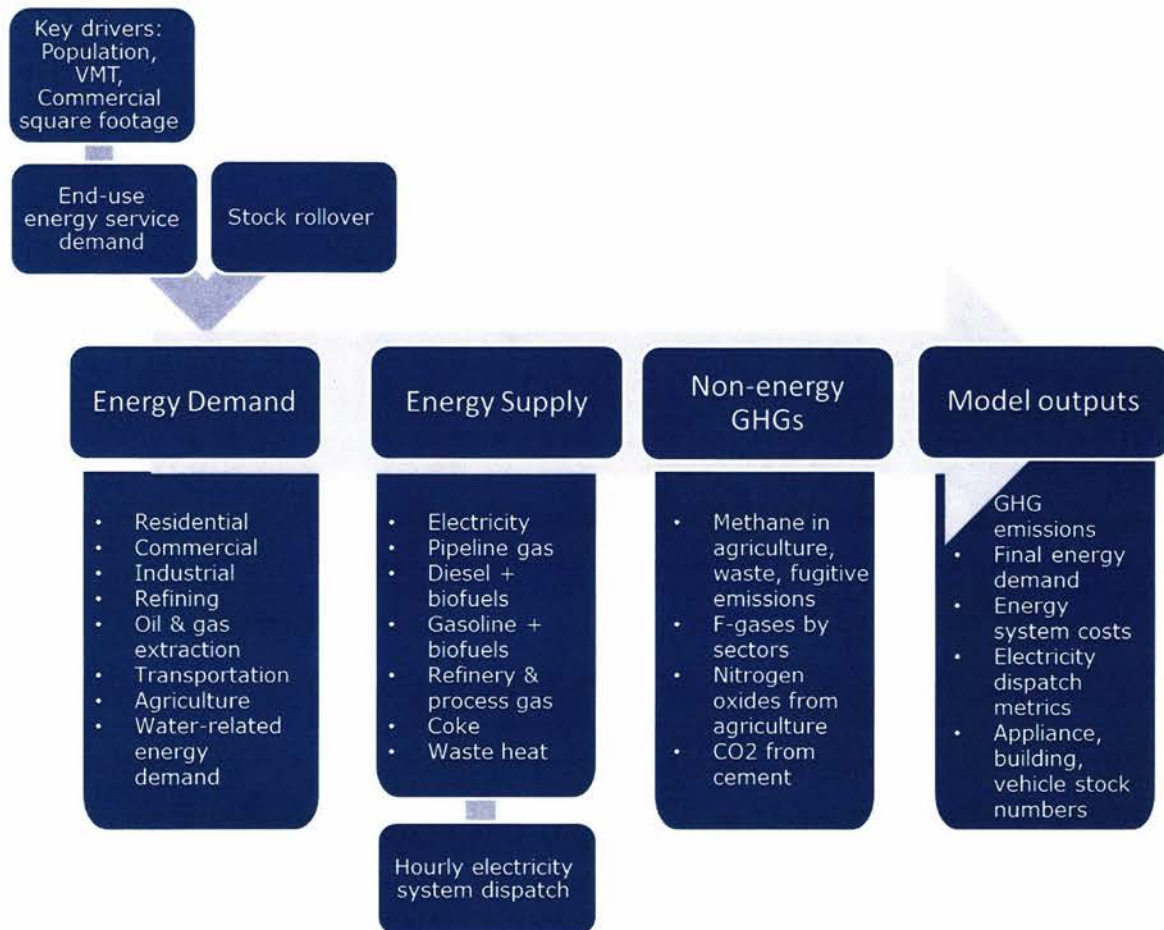 Key drivers:
Population,
VMT,
Commercial
square footage
End-use
energy service
demand
Stock rollover
Energy Demand
• Residential
• Commercial
• Industrial
• Refining
• Oil & gas
extraction
• Transportation
• Agriculture
• Water-related
energy
demand
Energy Supply
• Electricity
• Pipeline gas
• Diesel +
biofuels
• Gasoline +
biofuels
• Refinery &
process gas
• Coke
• Waste heat
Hourly electricity
system dispatch
Non-energy
GHGs
• Methane in
agriculture,
waste, fugitive
emissions
• F-gases by
sectors
• Nitrogen
oxides from
agriculture
• CO2 from
cement
Model outputs
GHG
emissions
• Final energy
demand
• Energy
system costs
• Electricity
dispatch
metrics
• Appliance,
building,
vehicle stock
numbers